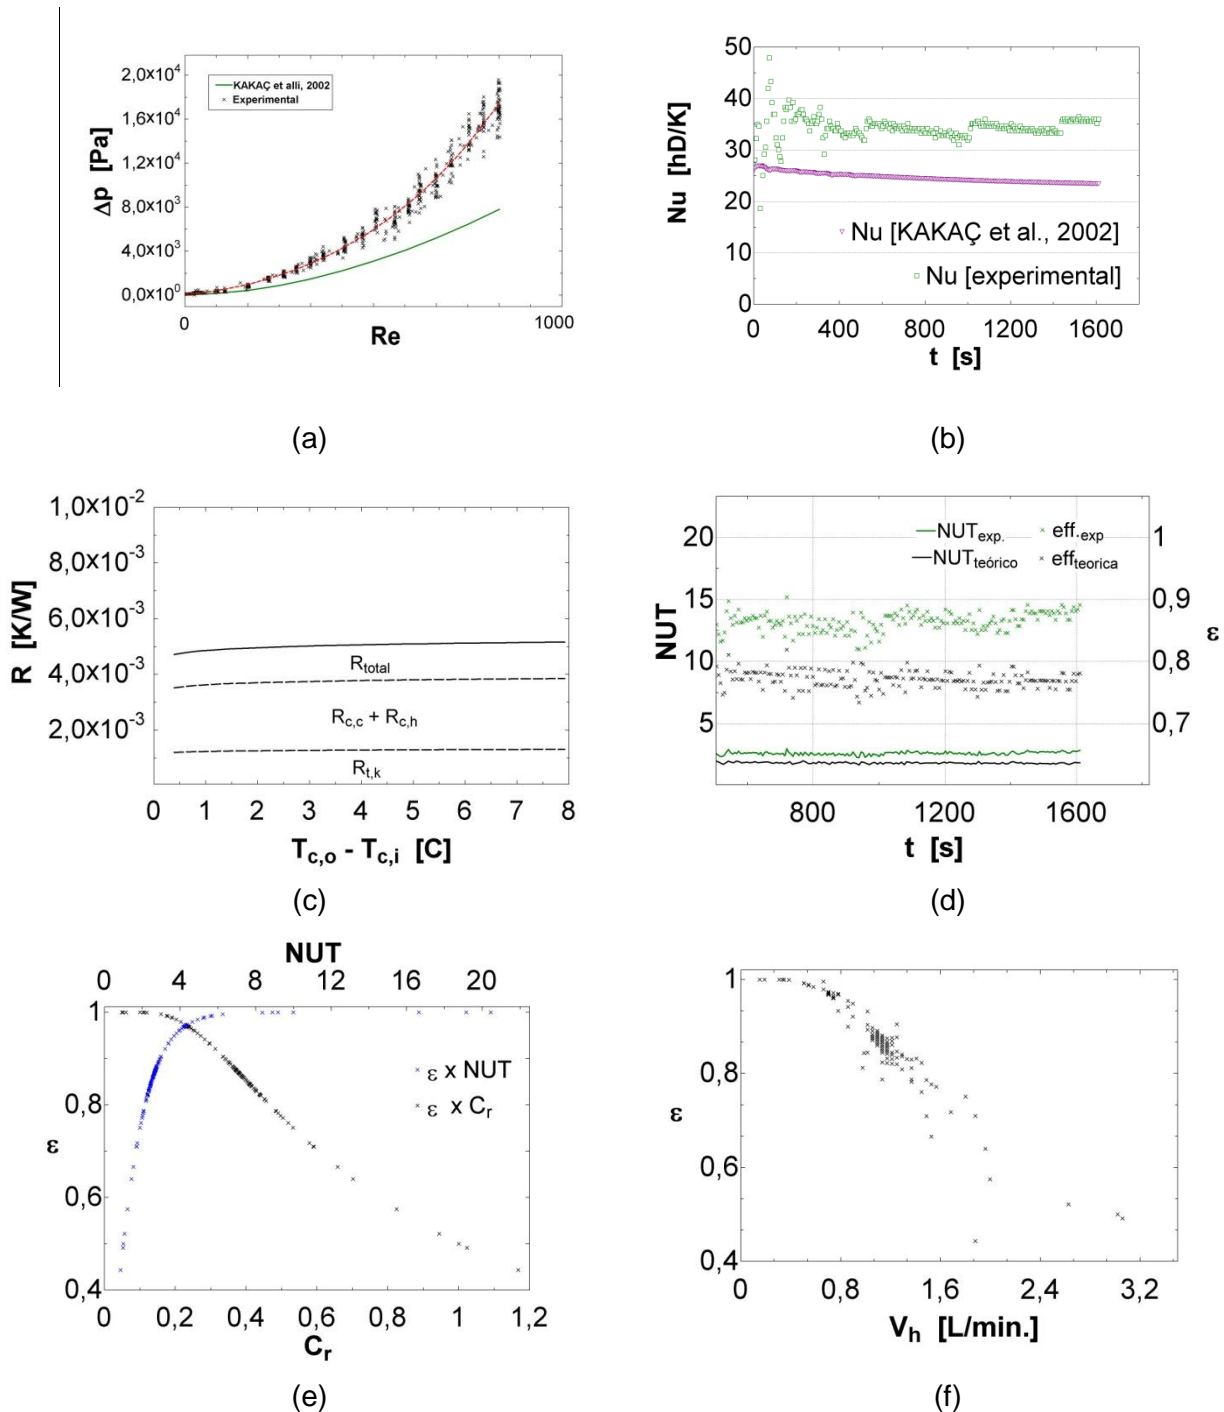 2,0x10⁴
1,6x10⁴
1,2x10⁴
8,0x10³
4,0x10³
0,0x10⁰
Δp [Pa]
KAKAÇ et alli, 2002
Experimental
0
1000
Re
(a)
50
40
30
20
10
0
Nu [hD/K]
Nu [KAKAÇ et al., 2002]
Nu [experimental]
0 400 800 1200 1600
t [s]
(b)
1,0x10⁻²
8,0x10⁻³
6,0x10⁻³
4,0x10⁻³
2,0x10⁻³
R [K/W]
R_total
R_c,c + R_c,h
R_t,k
0 1 2 3 4 5 6 7 8
T_c,o - T_c,i [C]
(c)
20
15
10
5
NUT
NUT_exp. eff._exp
NUT_teórico eff_teorica
1
0,9
0,8
0,7
ε
800 1200 1600
t [s]
(d)
NUT
0 4 8 12 16 20
1
0,8
0,6
0,4
ε
ε x NUT
ε x C_r
0 0,2 0,4 0,6 0,8 1 1,2
C_r
(e)
1
0,8
0,6
0,4
ε
0 0,8 1,6 2,4 3,2
V_h [L/min.]
(f)